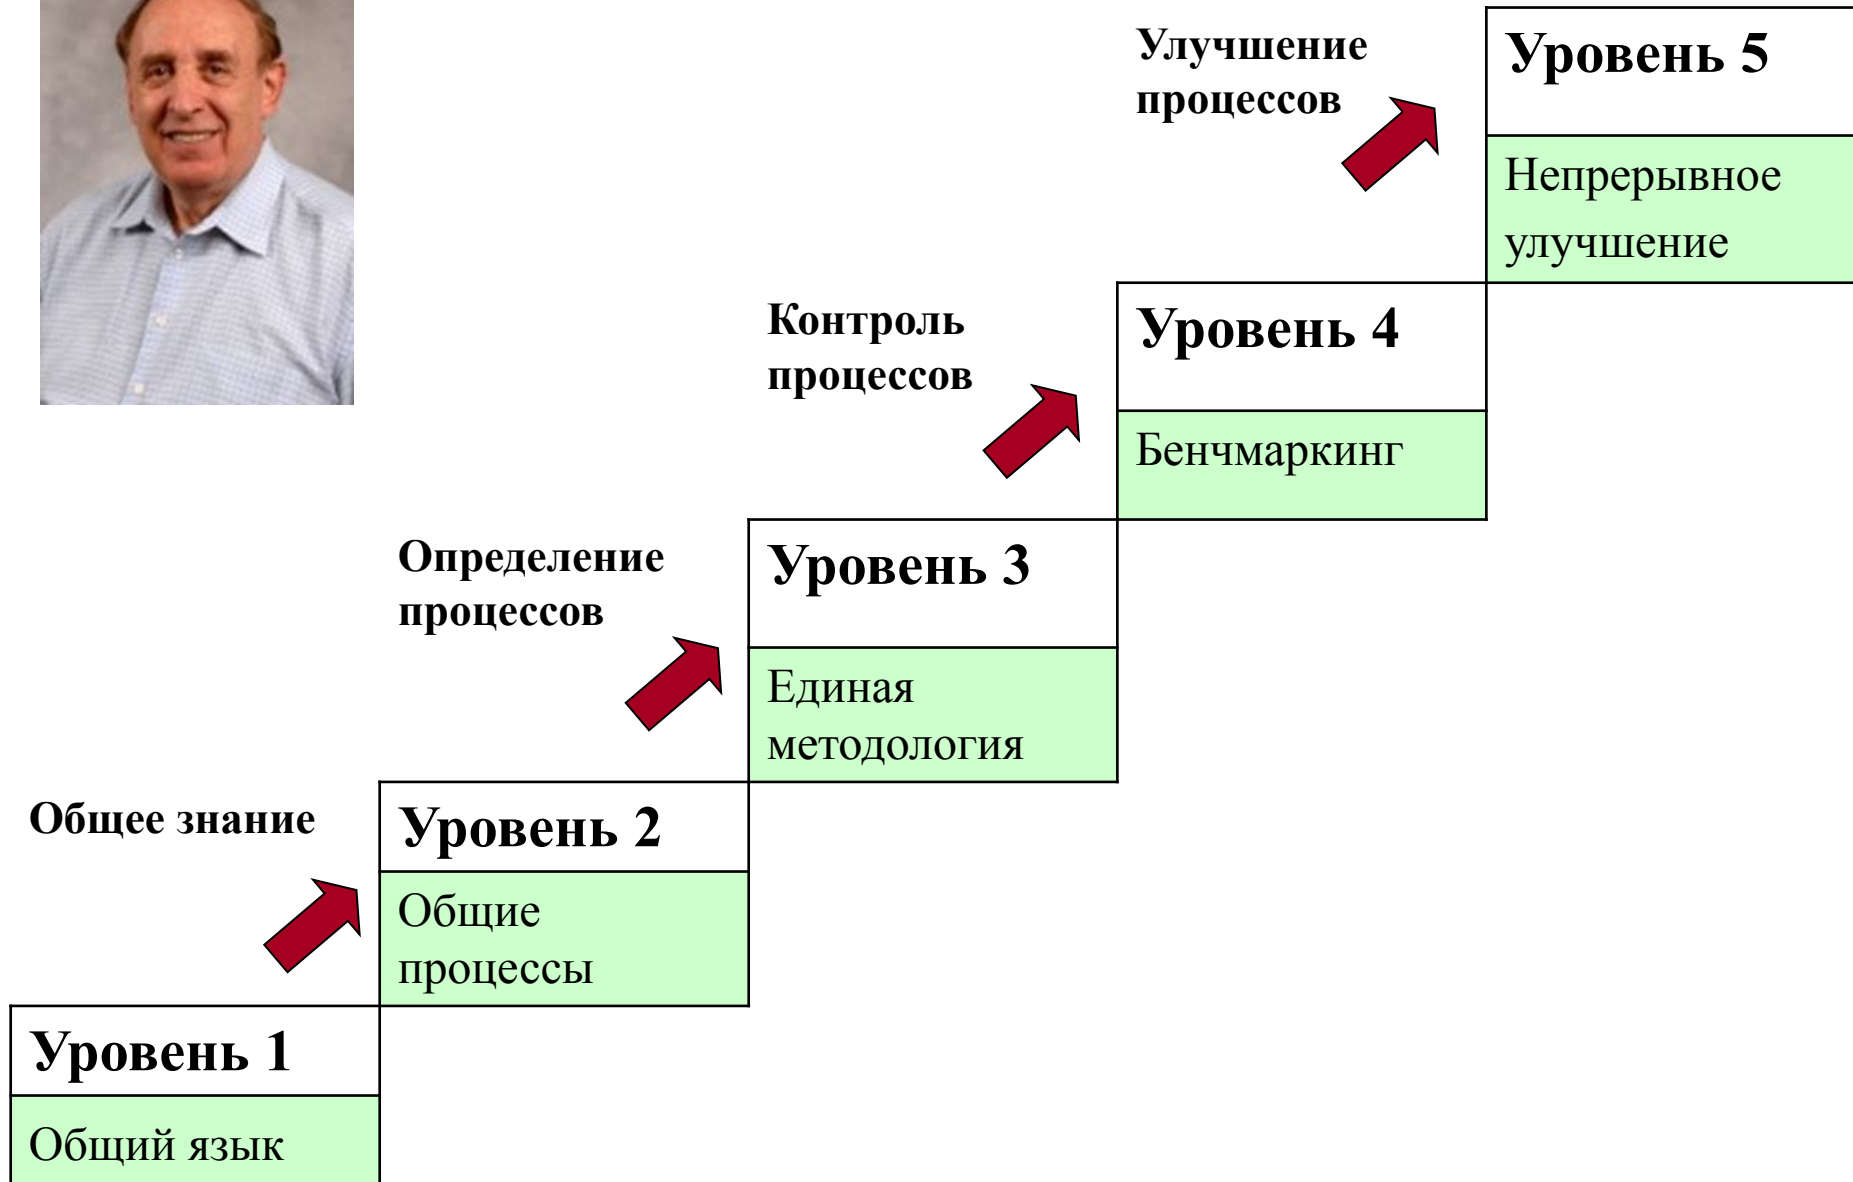 Улучшение
процессов
Уровень 5
Непрерывное
улучшение
Контроль
процессов
Уровень 4
Бенчмаркинг
Определение
процессов
Уровень 3
Единая
методология
Общее знание
Уровень 2
Общие
процессы
Уровень 1
Общий язык